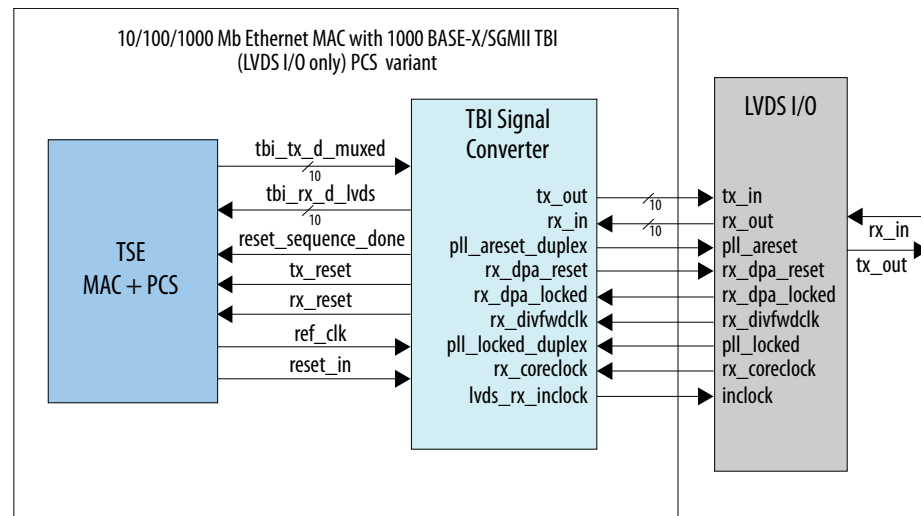 10/100/1000 Mb Ethernet MAC with 1000 BASE-X/SGMII TBI
(LVDS I/O only) PCS variant
TSE
MAC + PCS
tbi_tx_d_muxed
10
tbi_rx_d_lvds
10
reset_sequence_done
tx_reset
rx_reset
ref_clk
reset_in
TBI Signal
Converter
tx_out
rx_in
pll_areset_duplex
rx_dpa_reset
rx_dpa_locked
rx_divfwdclk
pll_locked_duplex
rx_coreclock
lvds_rx_inclock
10
10
LVDS I/O
tx_in
rx_out
pll_areset
rx_dpa_reset
rx_dpa_locked
rx_divfwdclk
pll_locked
rx_coreclock
inclock
rx_in
tx_out